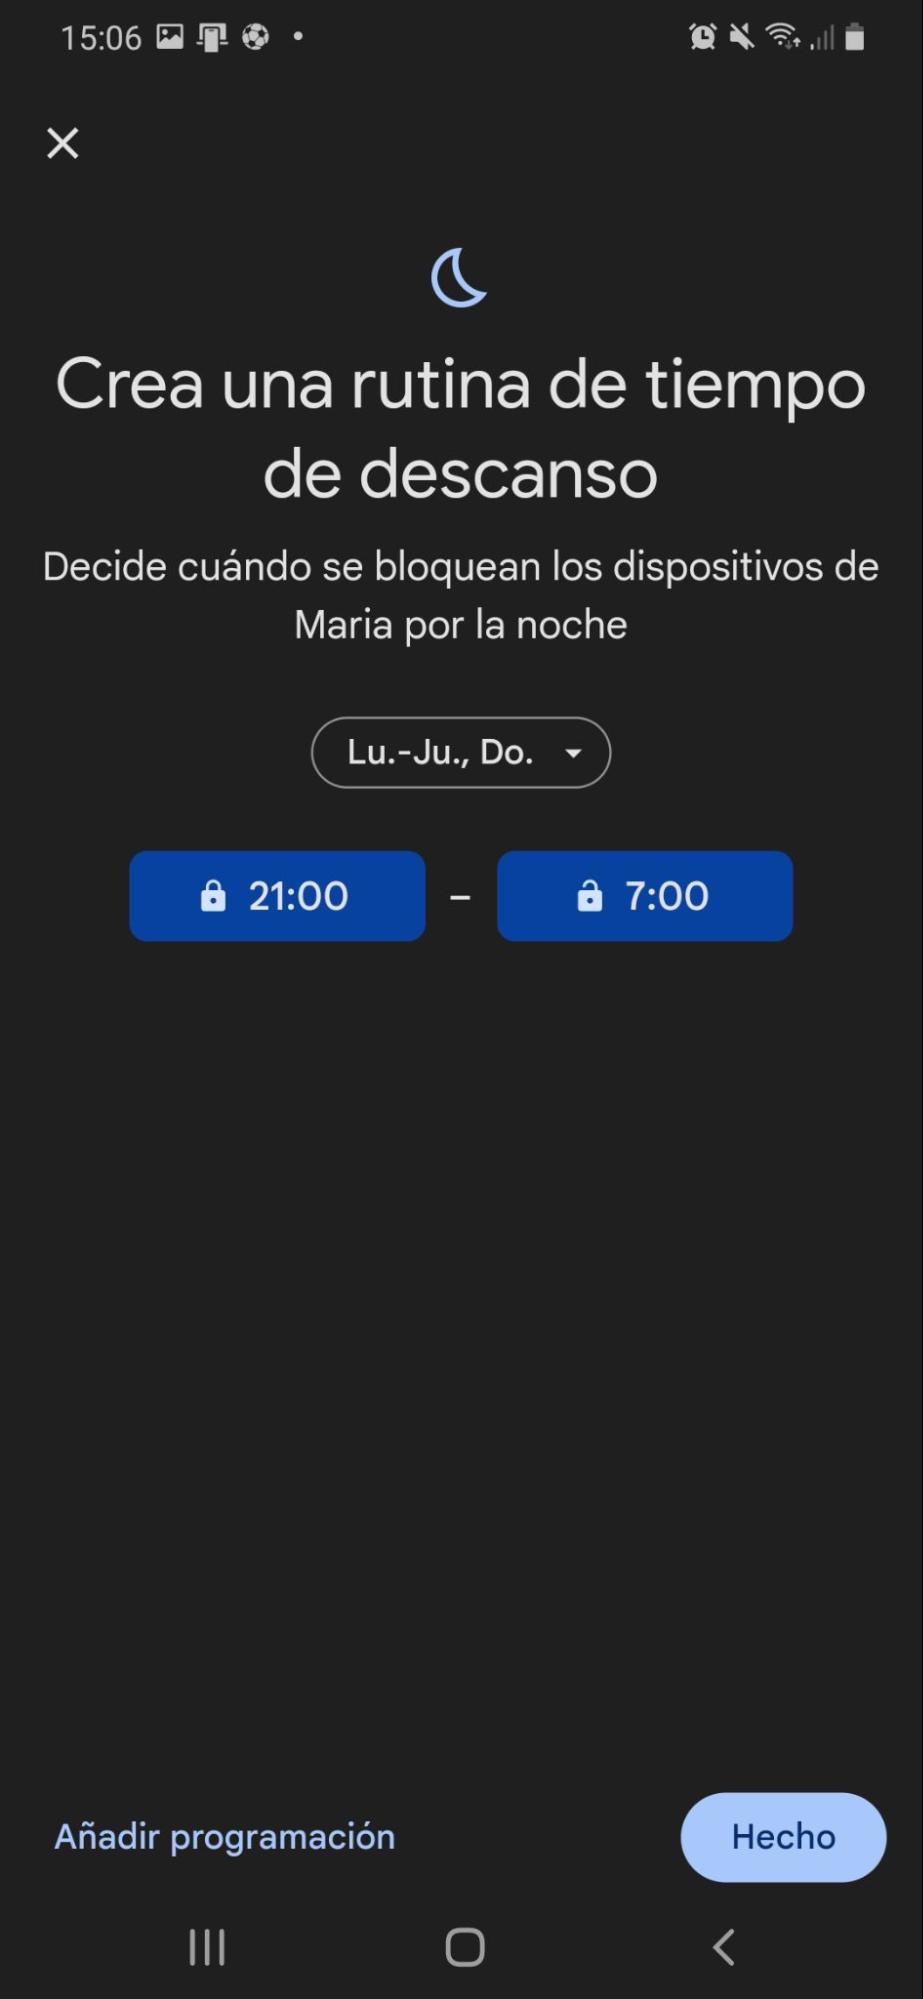 15:06
Crea una rutina de tiempo
de descanso
Decide cuándo se bloquean los dispositivos de
Maria por la noche
Lu.-Ju., Do.
21:00 – 7:00
Añadir programación
Hecho